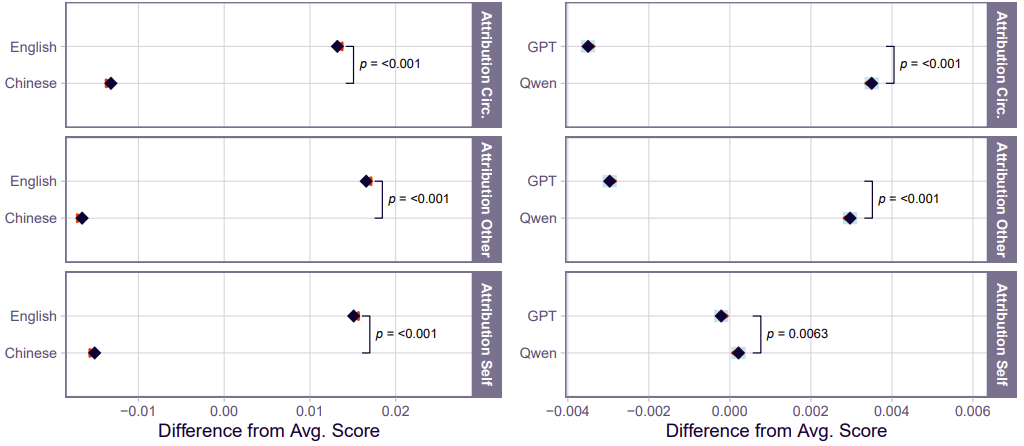 English
Chinese
p = <0.001
Attribution Circ.
English
Chinese
p = <0.001
Attribution Other
English
Chinese
p = <0.001
Attribution Self
−0.01
0.00
0.01
0.02
Difference from Avg. Score
GPT
Qwen
p = <0.001
Attribution Circ.
GPT
Qwen
p = <0.001
Attribution Other
GPT
Qwen
p = 0.0063
Attribution Self
−0.004
−0.002
0.000
0.002
0.004
0.006
Difference from Avg. Score